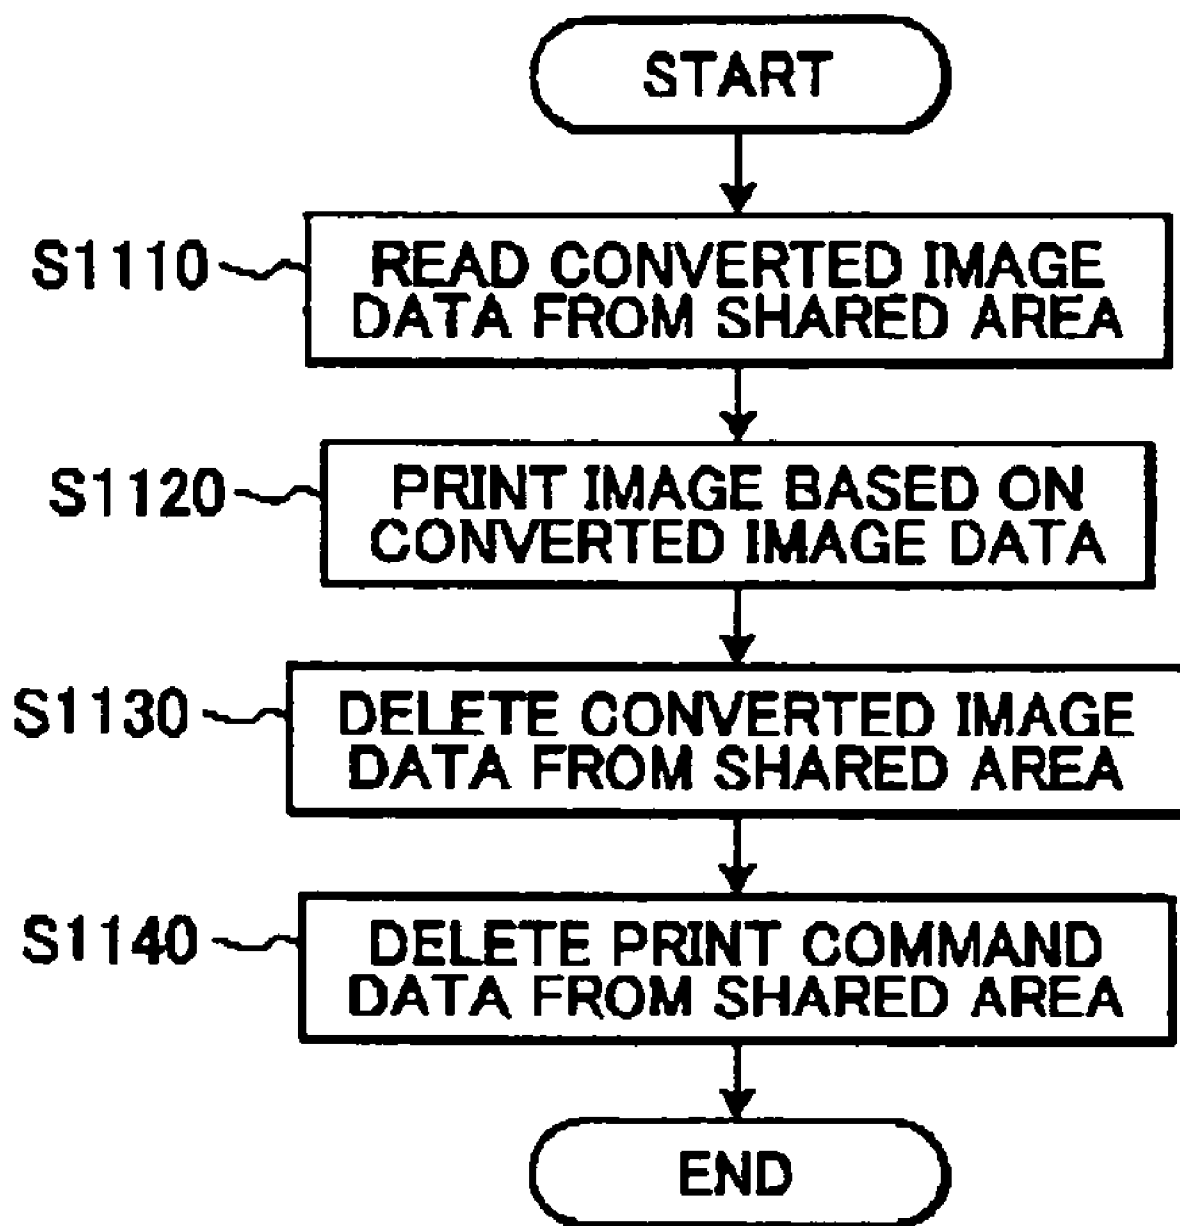 START
S1110
READ CONVERTED IMAGE
DATA FROM SHARED AREA
S1120
PRINT IMAGE BASED ON
CONVERTED IMAGE DATA
S1130
DELETE CONVERTED IMAGE
DATA FROM SHARED AREA
S1140
DELETE PRINT COMMAND
DATA FROM SHARED AREA
END